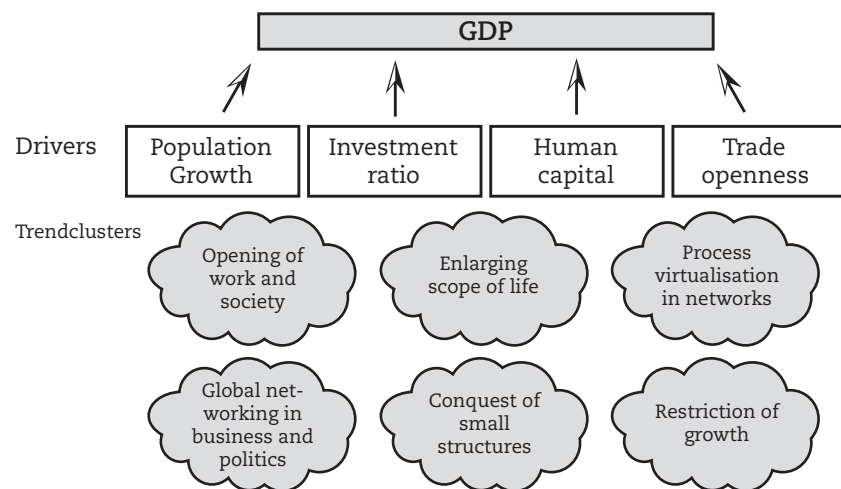 GDP
Drivers
Population
Growth
Investment
ratio
Human
capital
Trade
openness
Trendclusters
Opening of
work and
society
Enlarging
scope of life
Process
virtualisation
in networks
Global net-
working in
business and
politics
Conquest of
small
structures
Restriction of
growth